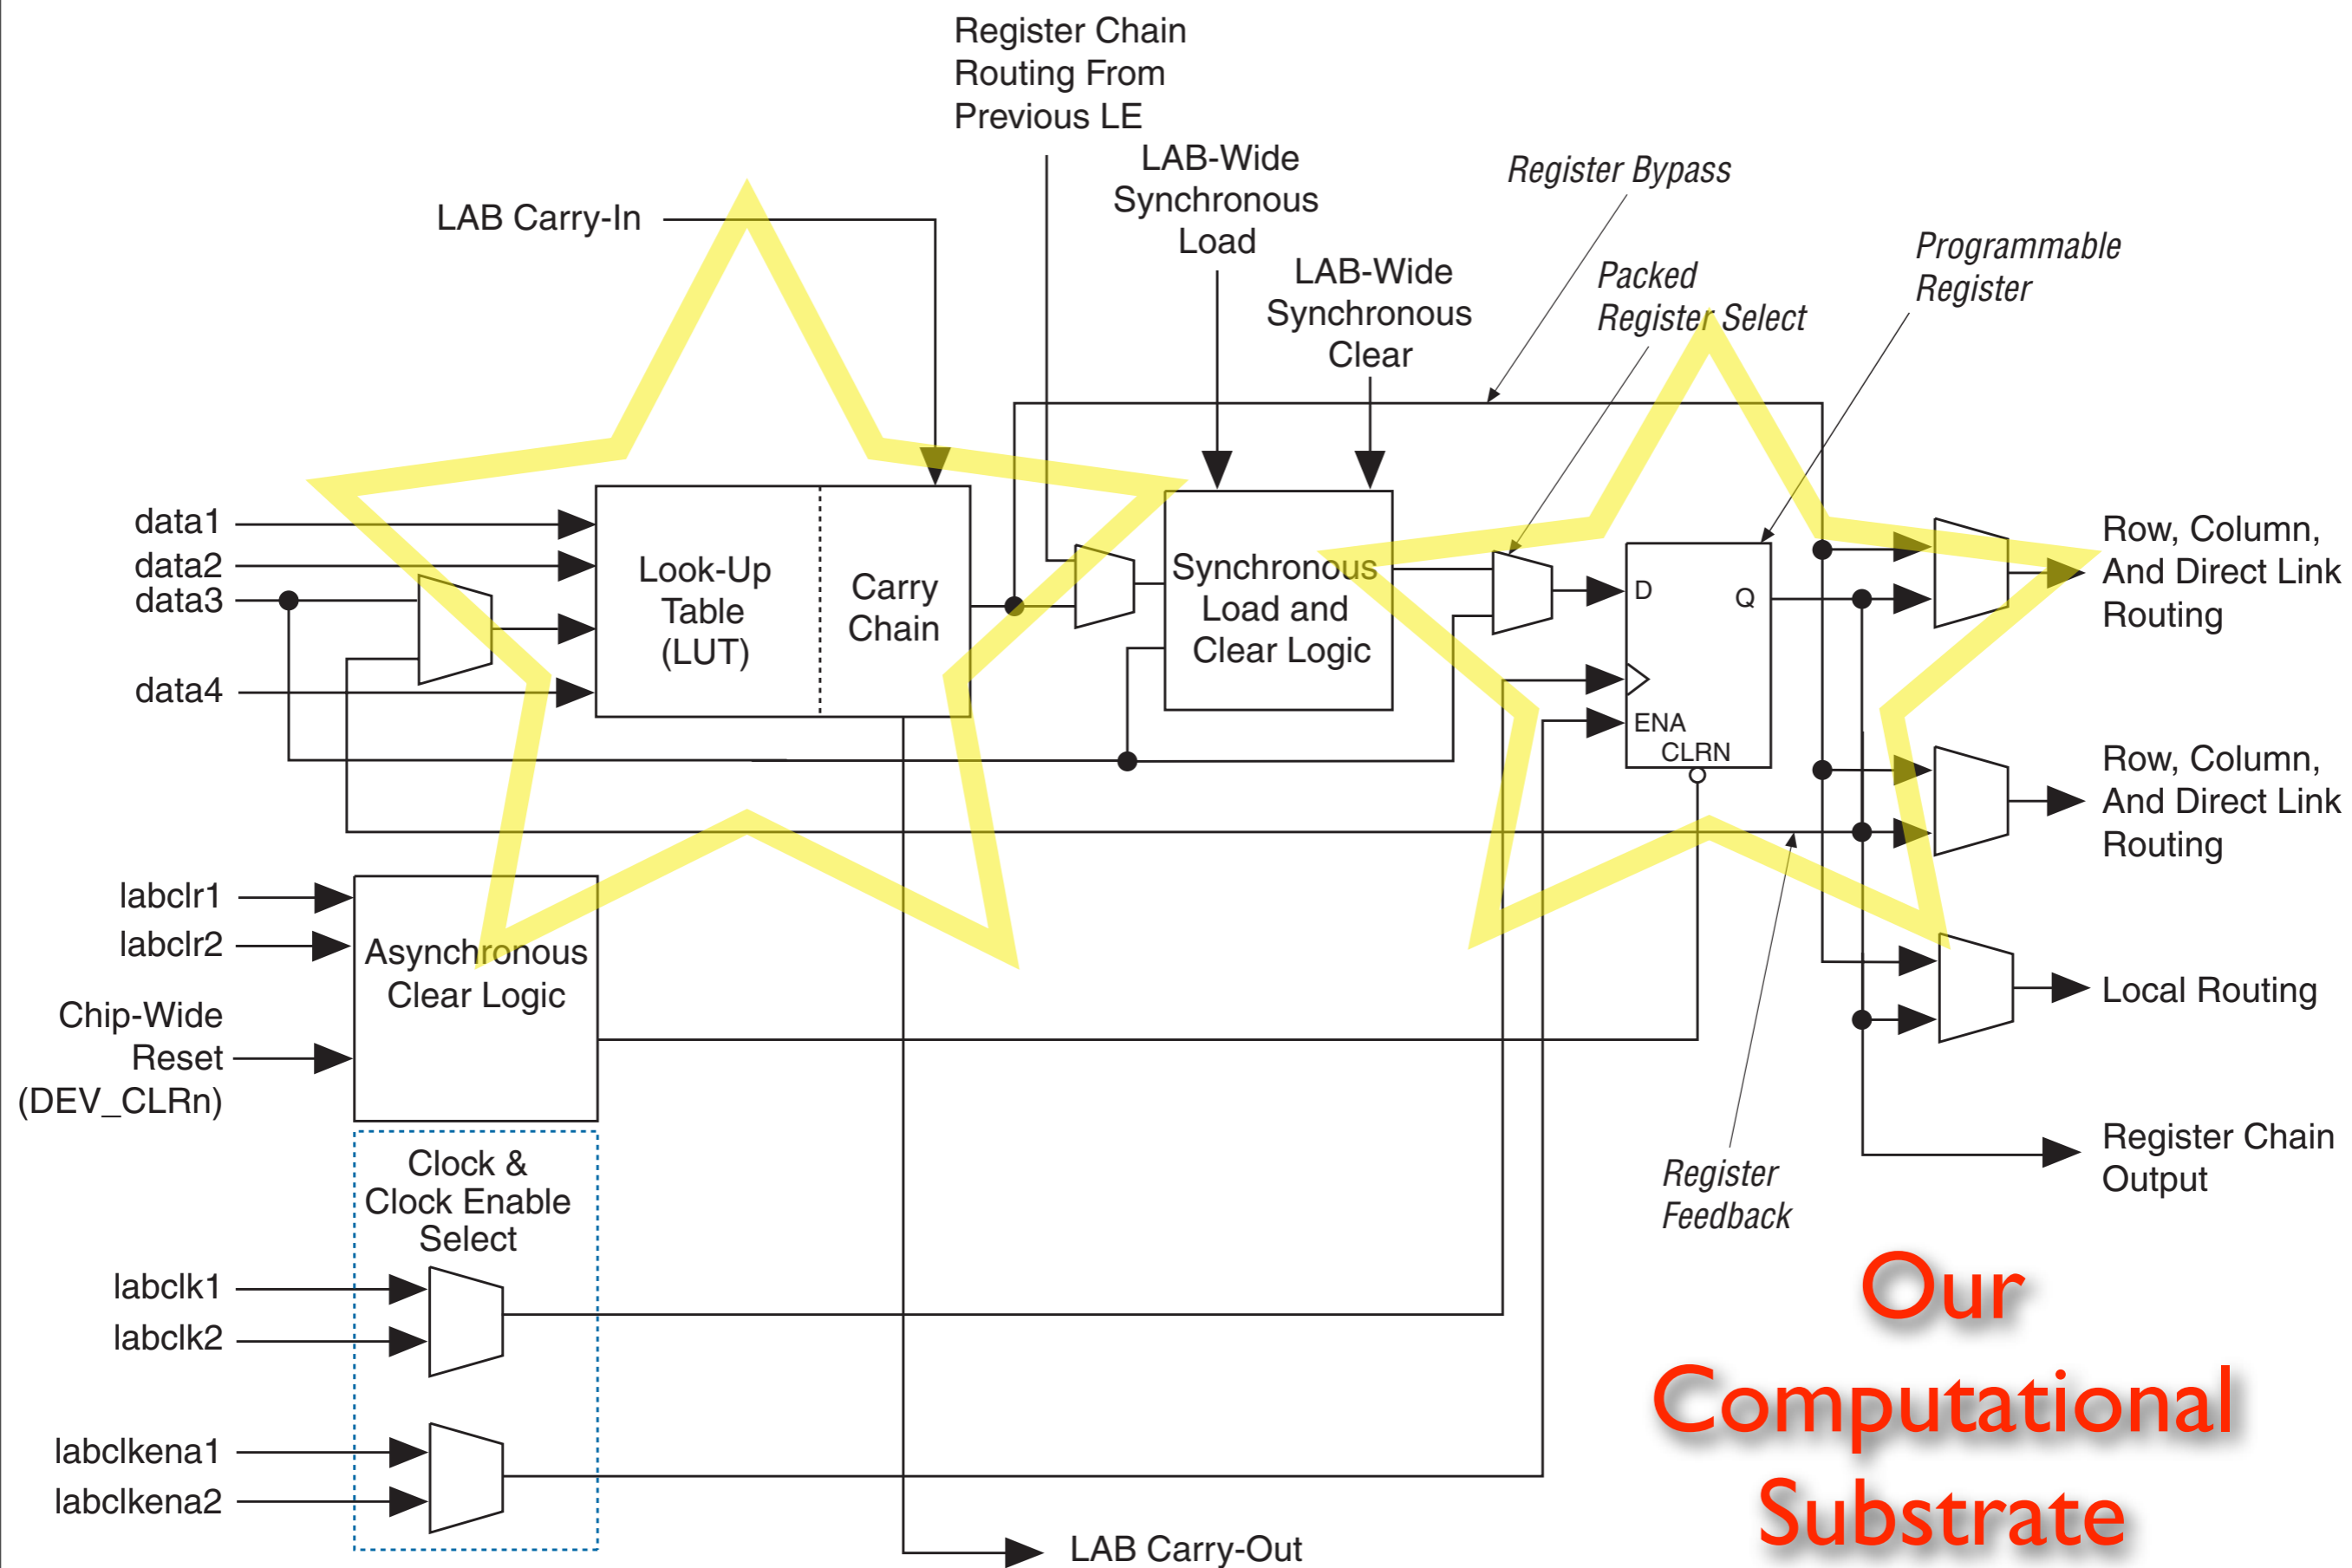 Register Chain
Routing From
Previous LE
LAB-Wide
Synchronous
Load
Register Bypass
LAB Carry-In
LAB-Wide
Synchronous
Clear
Packed
Register Select
Programmable
Register
data1
data2
data3
data4
Look-Up
Table
(LUT)
Carry
Chain
Synchronous
Load and
Clear Logic
D
Q
ENA
CLRN
Row, Column,
And Direct Link
Routing
Row, Column,
And Direct Link
Routing
Local Routing
Register Chain
Output
Register
Feedback
labclr1
labclr2
Chip-Wide
Reset
(DEV_CLRn)
Asynchronous
Clear Logic
Clock &
Clock Enable
Select
labclk1
labclk2
labclkena1
labclkena2
LAB Carry-Out
Our
Computational
Substrate